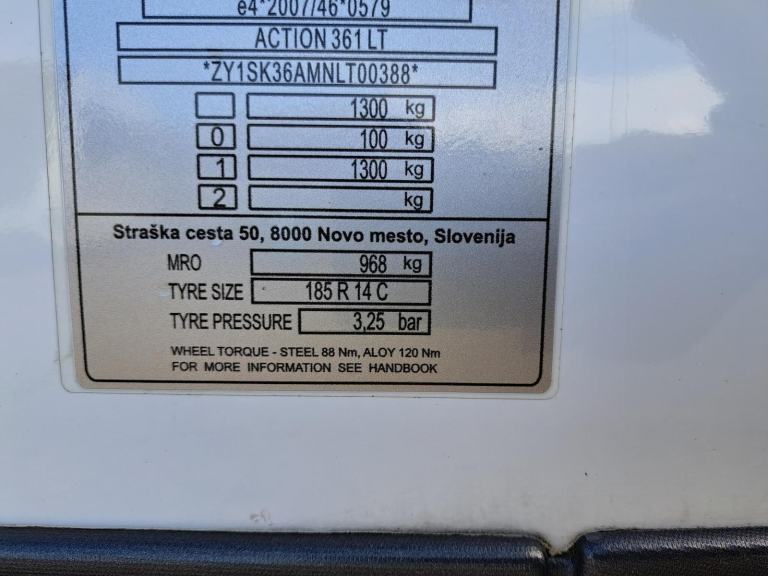 e4*2007/46*0579
ACTION 361 LT
*ZY1SK36AMNLT00388*
1300 kg
0 100 kg
1 1300 kg
2 kg
Straška cesta 50, 8000 Novo mesto, Slovenija
MRO 968 kg
TYRE SIZE 185 R 14 C
TYRE PRESSURE 3,25 bar
WHEEL TORQUE - STEEL 88 Nm, ALOY 120 Nm
FOR MORE INFORMATION SEE HANDBOOK